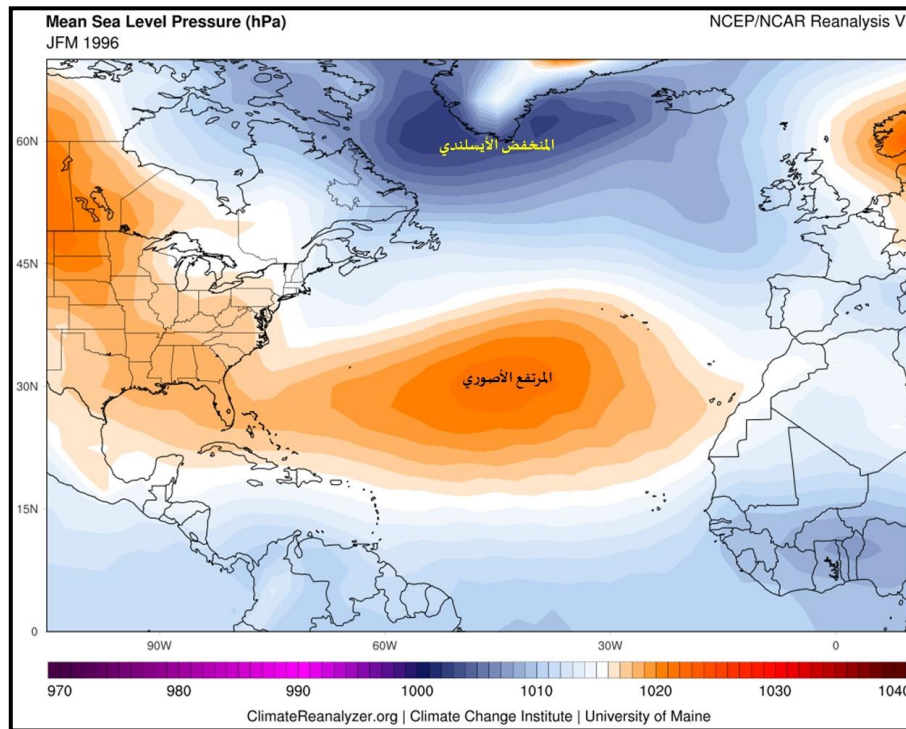 Mean Sea Level Pressure (hPa)
NCEP/NCAR Reanalysis V
JFM 1996
60N
المنخفض الأيسلندي
45N
30N
المرتفع الأصوري
15N
0
90W
60W
30W
0
970
980
990
1000
1010
1020
1030
1040
ClimateReanalyzer.org | Climate Change Institute | University of Maine